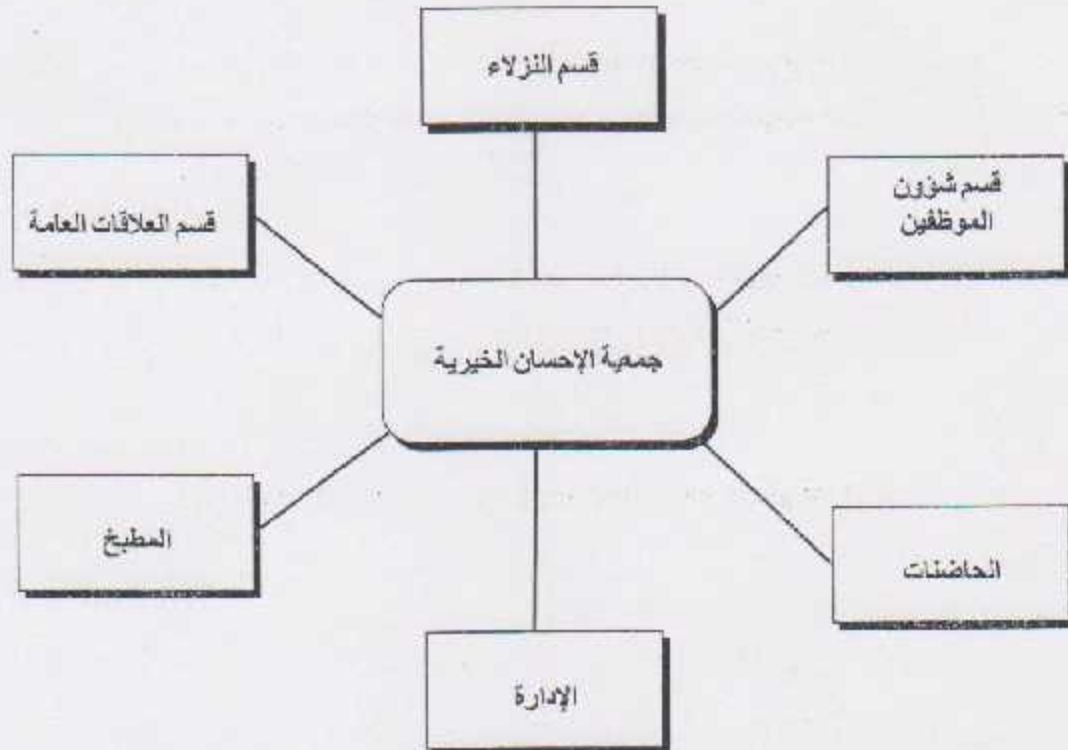 قسم النزلاء
قسم شؤون
الموظفين
قسم العلاقات العامة
جمعية الإحسان الخيرية
الحاضنات
المطبخ
الإدارة